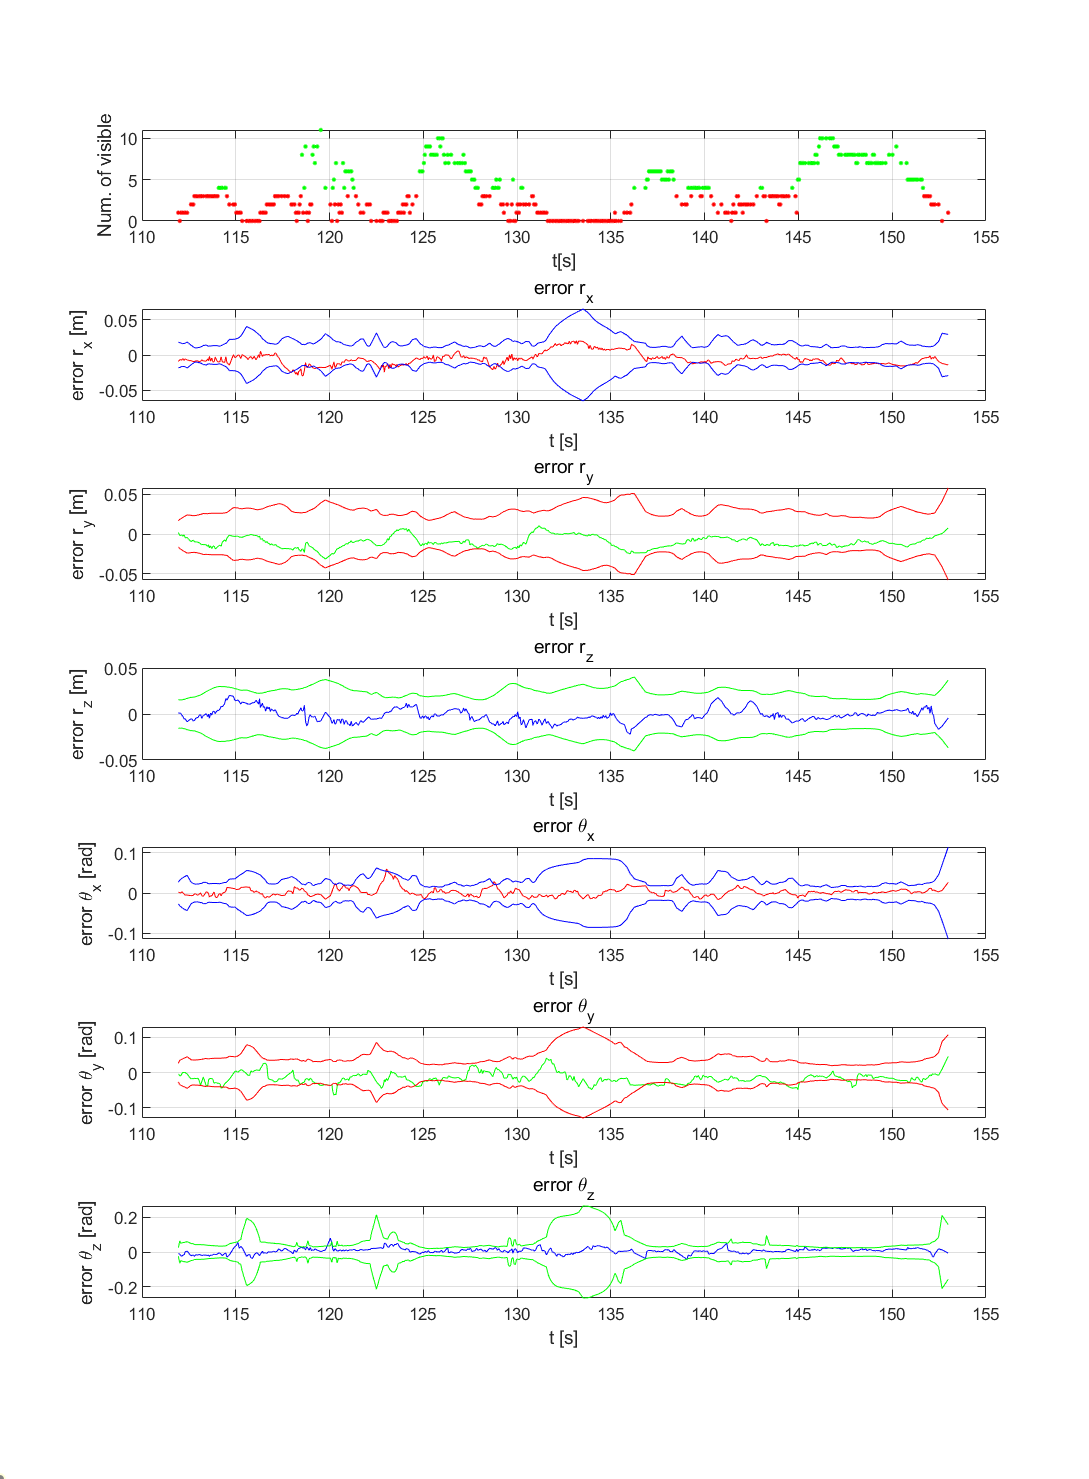 Num. of visible
10
5
0
110 115 120 125 130 135 140 145 150 155
t[s]
error r_x
error r_x [m]
0.05
0
-0.05
110 115 120 125 130 135 140 145 150 155
t [s]
error r_y
error r_y [m]
0.05
0
-0.05
110 115 120 125 130 135 140 145 150 155
t [s]
error r_z
error r_z [m]
0.05
0
-0.05
110 115 120 125 130 135 140 145 150 155
t [s]
error θ_x
error θ_x [rad]
0.1
0
-0.1
110 115 120 125 130 135 140 145 150 155
t [s]
error θ_y
error θ_y [rad]
0.1
0
-0.1
110 115 120 125 130 135 140 145 150 155
t [s]
error θ_z
error θ_z [rad]
0.2
0
-0.2
110 115 120 125 130 135 140 145 150 155
t [s]